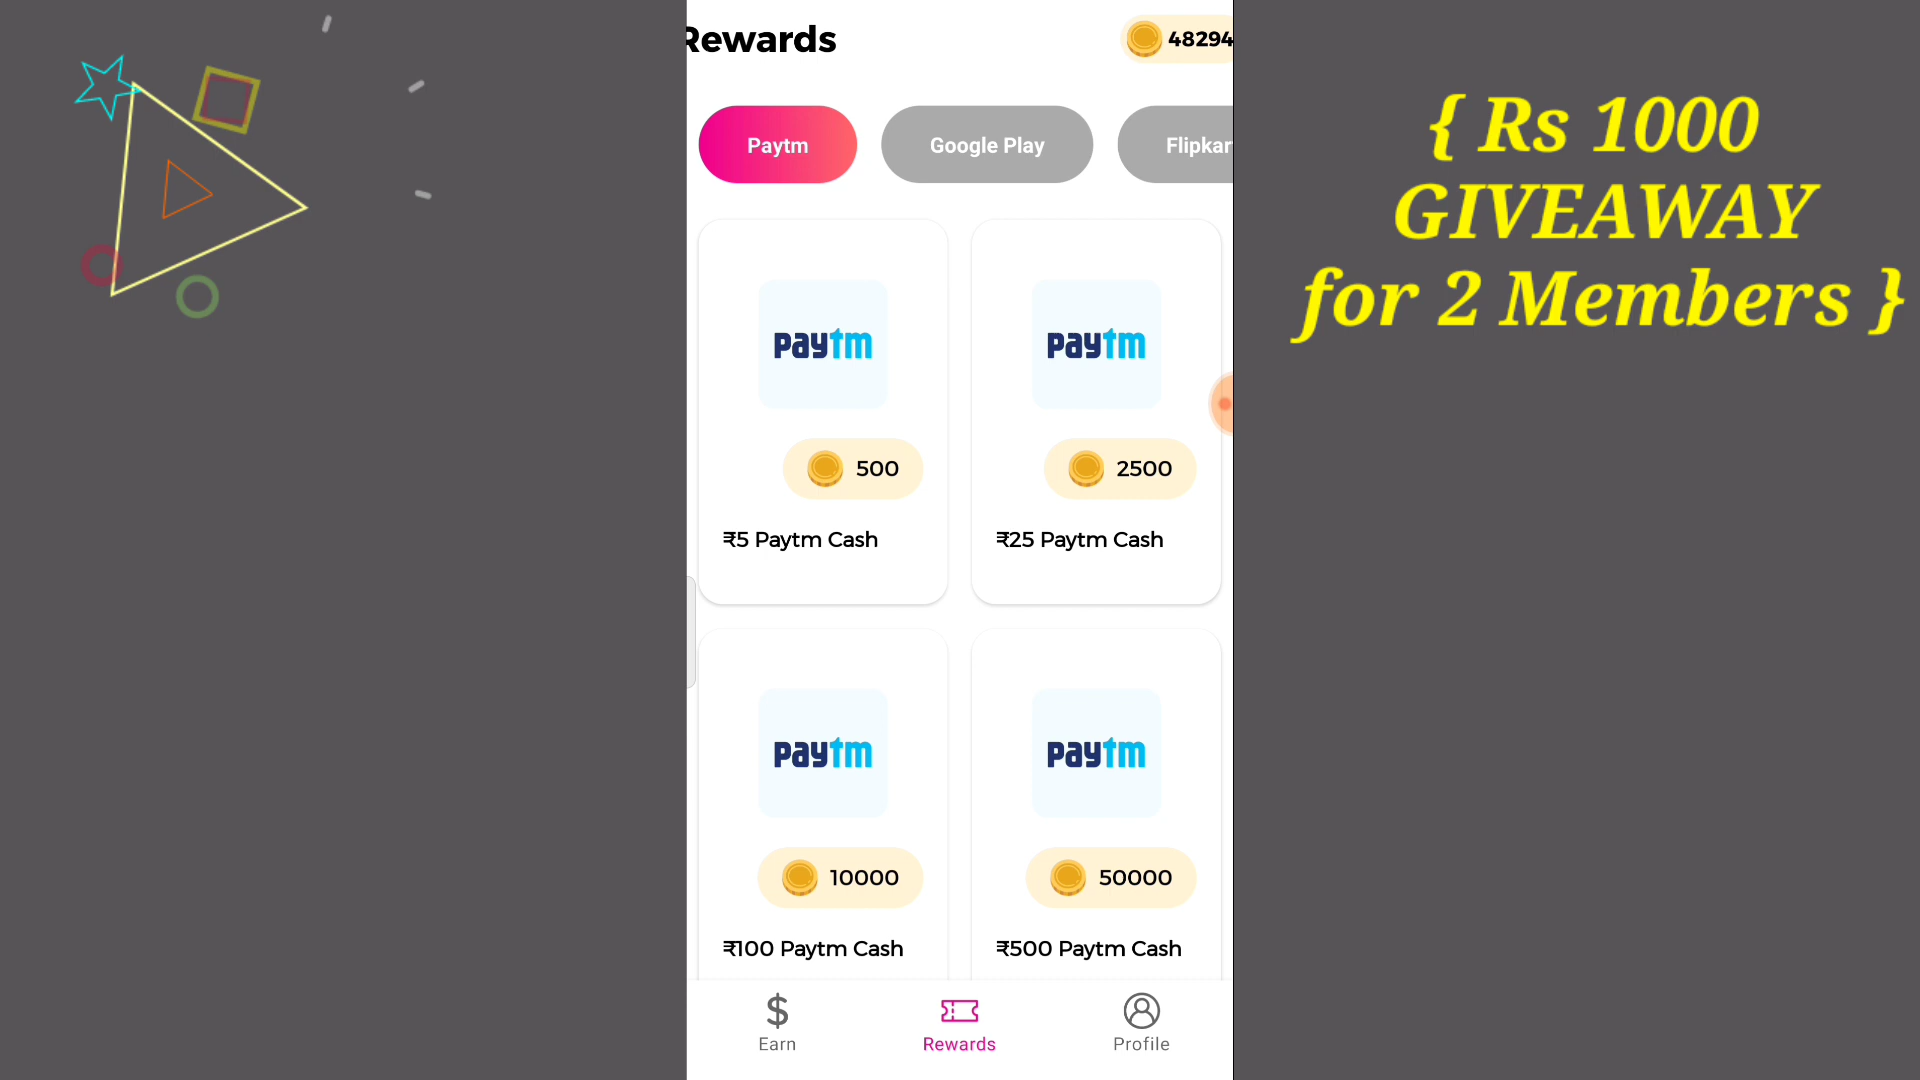 Rewards
48294
Paytm
Google Play
Flipkar
{ Rs 1000
GIVEAWAY
for 2 Members }
paytm
paytm
500
2500
₹5 Paytm Cash
₹25 Paytm Cash
paytm
paytm
10000
50000
₹100 Paytm Cash
₹500 Paytm Cash
$
Earn
Rewards
Profile